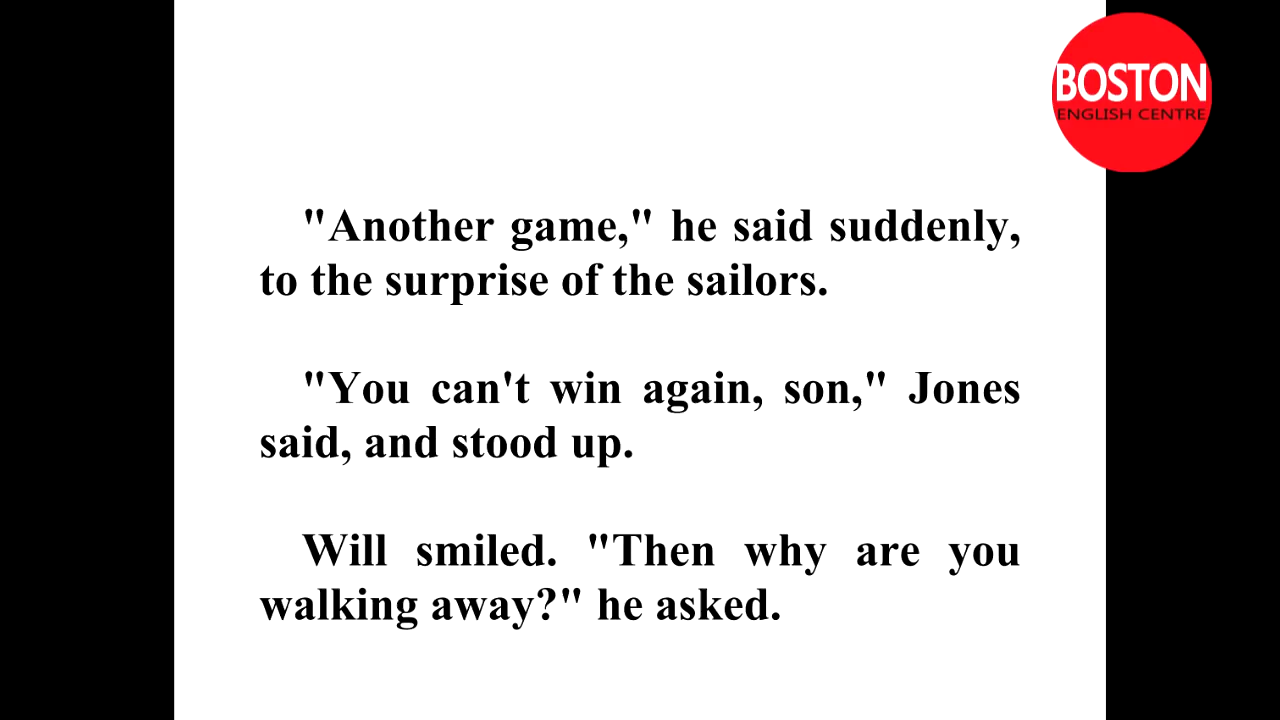 BOSTON
ENGLISH CENTRE
"Another game," he said suddenly,
to the surprise of the sailors.
"You can't win again, son," Jones
said, and stood up.
Will smiled. "Then why are you
walking away?" he asked.